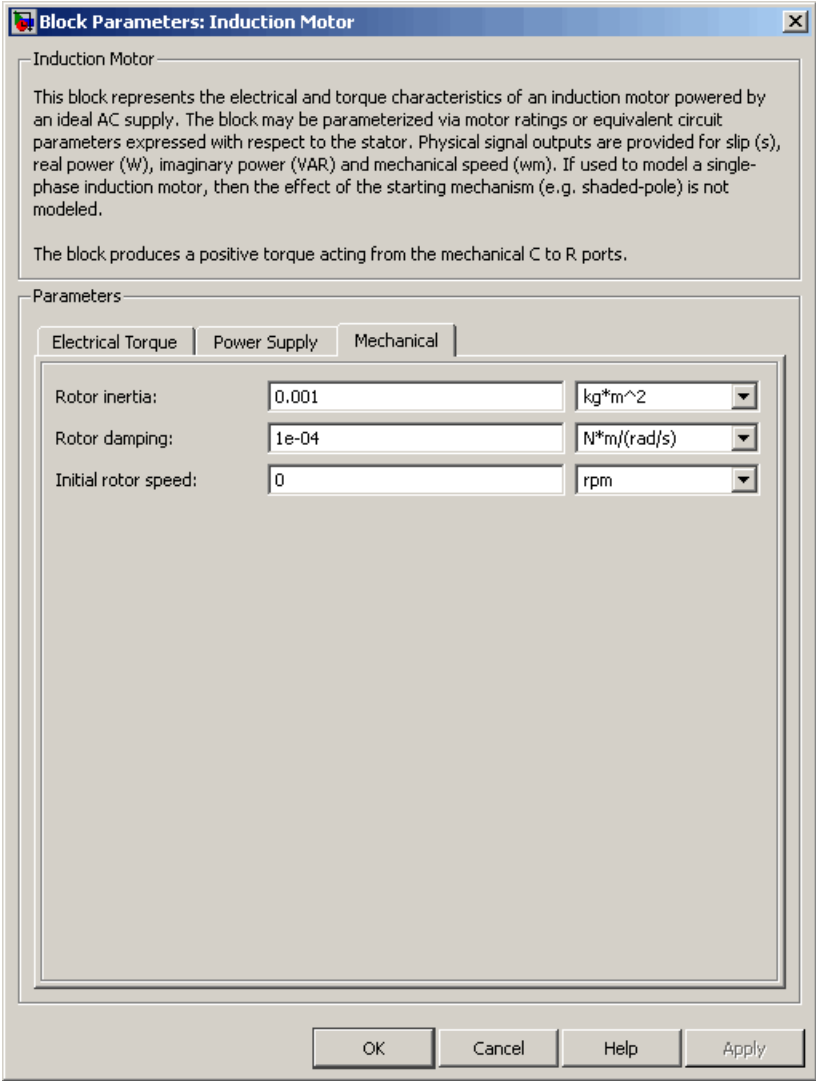 Block Parameters: Induction Motor
Induction Motor
This block represents the electrical and torque characteristics of an induction motor powered by
an ideal AC supply. The block may be parameterized via motor ratings or equivalent circuit
parameters expressed with respect to the stator. Physical signal outputs are provided for slip (s),
real power (W), imaginary power (VAR) and mechanical speed (wm). If used to model a single-
phase induction motor, then the effect of the starting mechanism (e.g. shaded-pole) is not
modeled.
The block produces a positive torque acting from the mechanical C to R ports.
Parameters
Electrical Torque Power Supply Mechanical
Rotor inertia: 0.001 kg*m^2
Rotor damping: 1e-04 N*m/(rad/s)
Initial rotor speed: 0 rpm
OK Cancel Help Apply